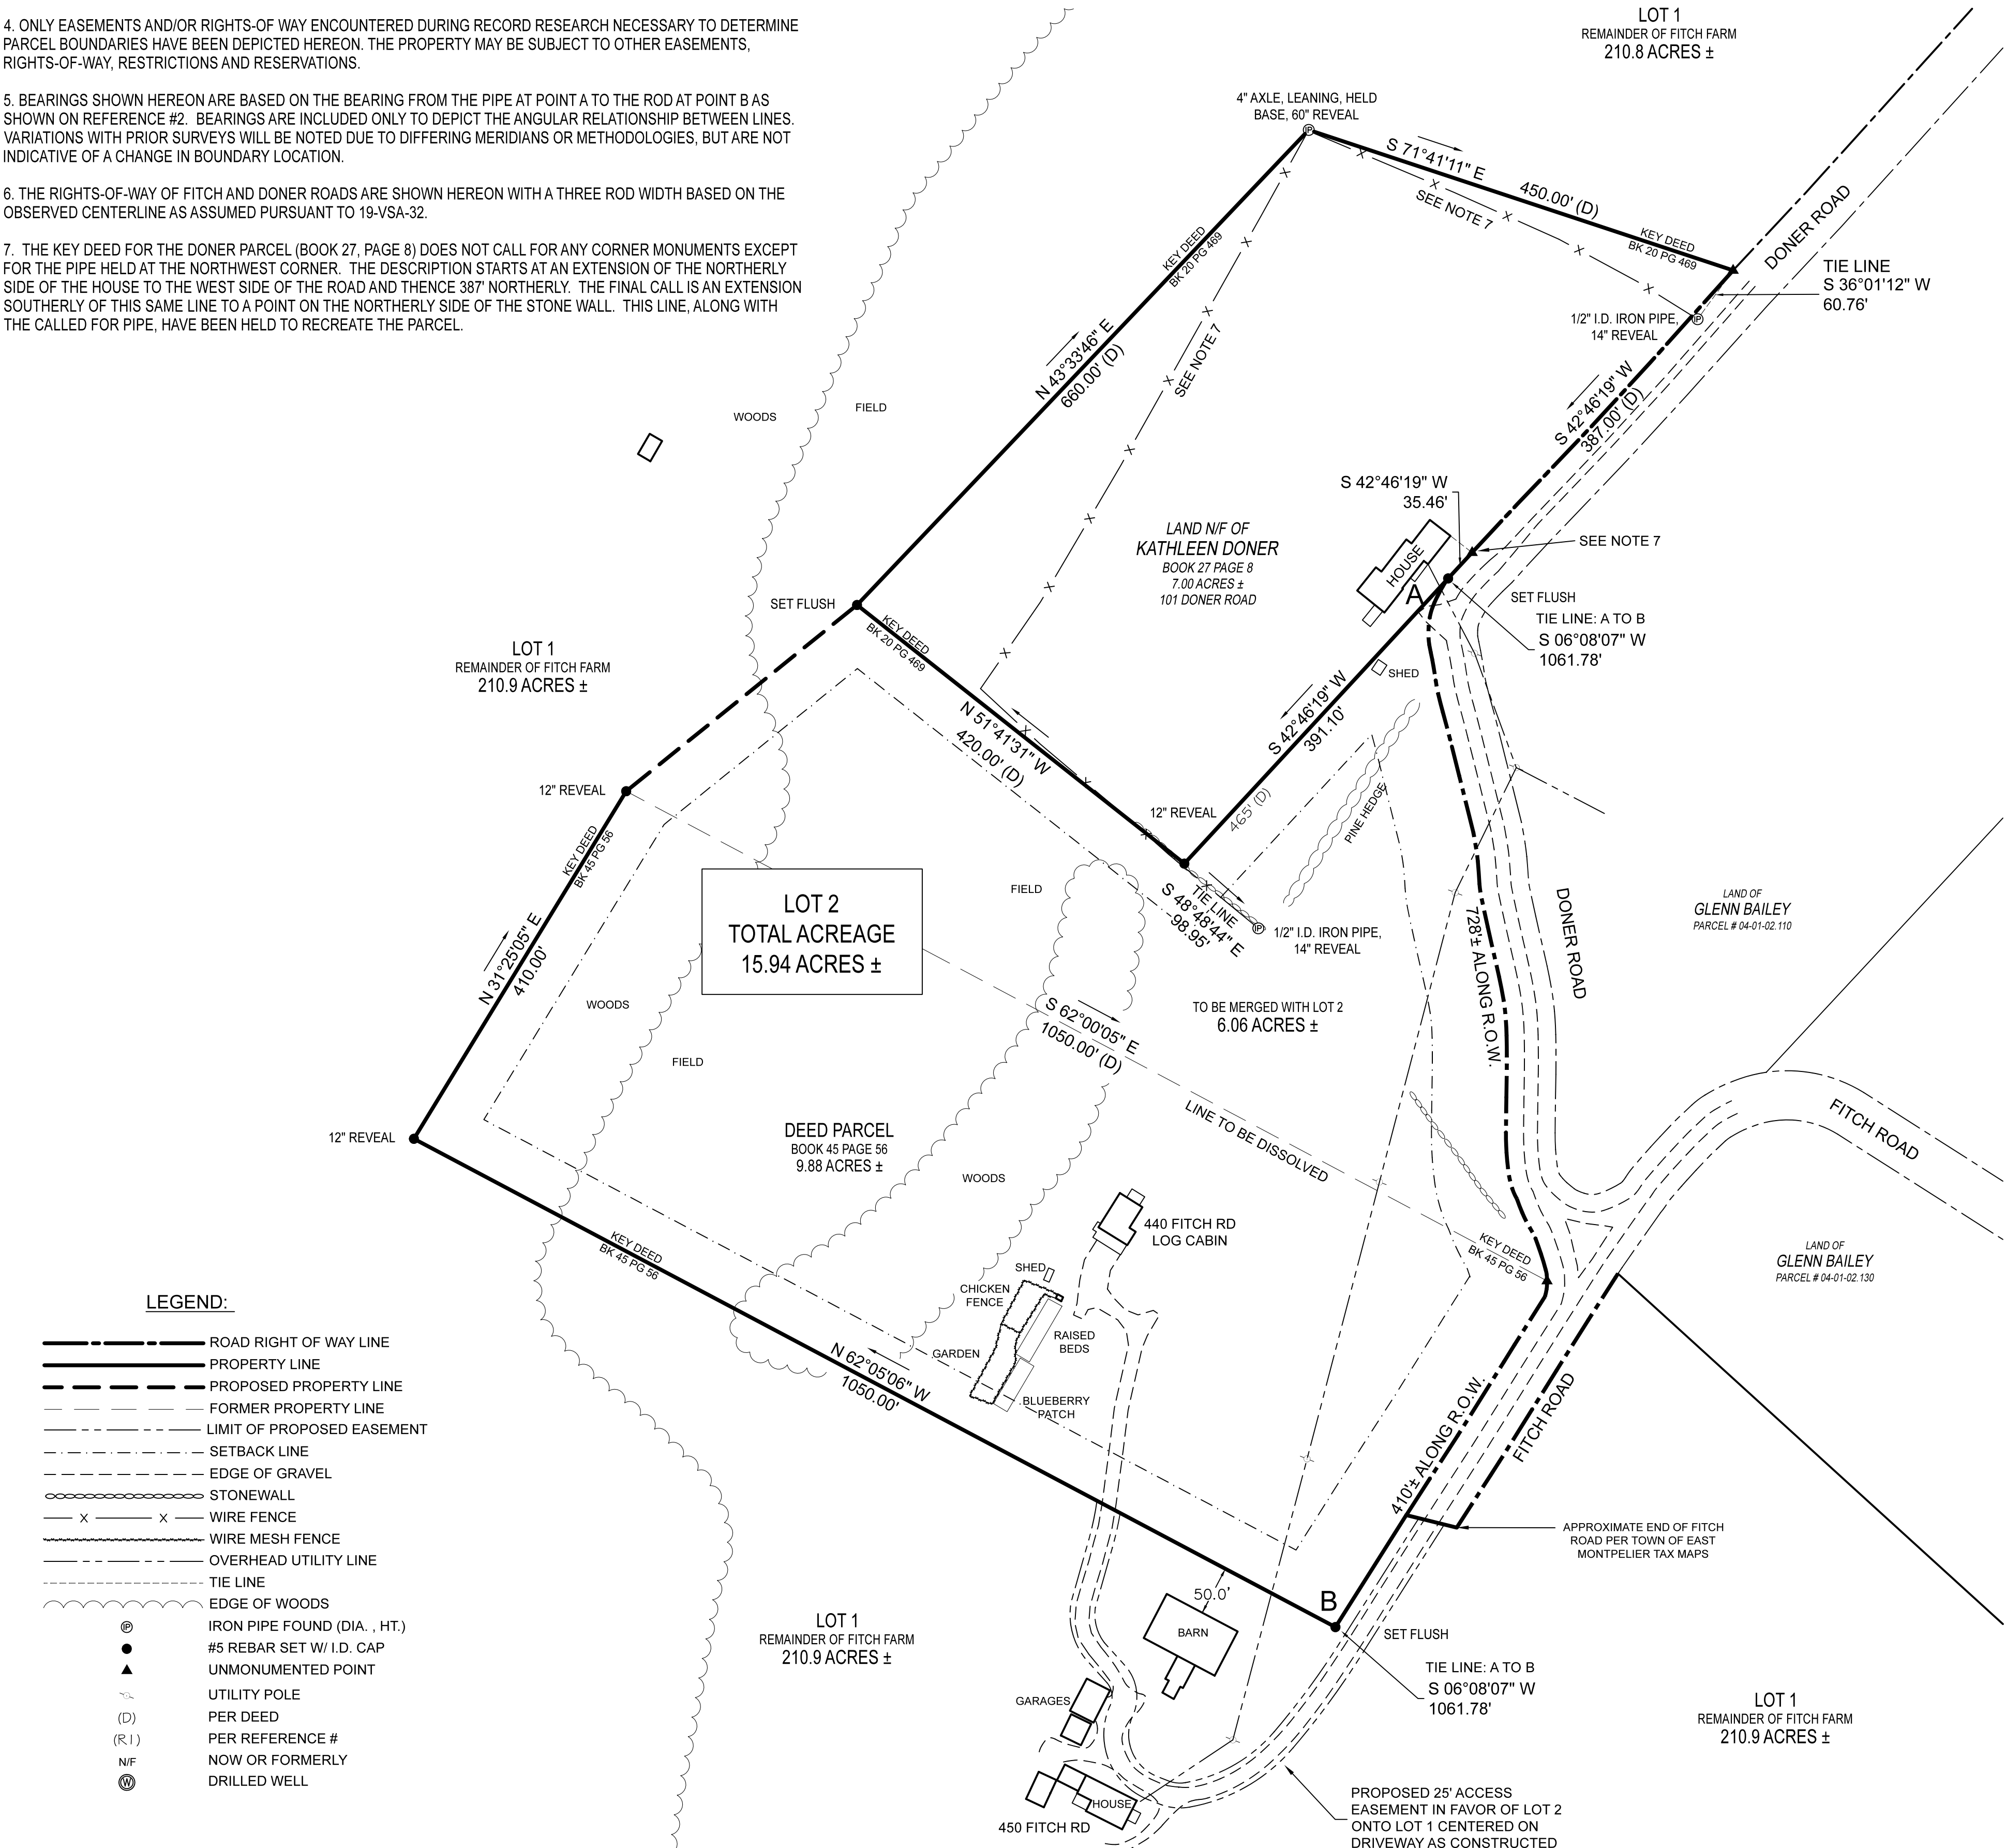 4. ONLY EASEMENTS AND/OR RIGHTS-OF WAY ENCOUNTERED DURING RECORD RESEARCH NECESSARY TO DETERMINE
PARCEL BOUNDARIES HAVE BEEN DEPICTED HEREON. THE PROPERTY MAY BE SUBJECT TO OTHER EASEMENTS,
RIGHTS-OF-WAY, RESTRICTIONS AND RESERVATIONS.
5. BEARINGS SHOWN HEREON ARE BASED ON THE BEARING FROM THE PIPE AT POINT A TO THE ROD AT POINT B AS
SHOWN ON REFERENCE #2. BEARINGS ARE INCLUDED ONLY TO DEPICT THE ANGULAR RELATIONSHIP BETWEEN LINES.
VARIATIONS WITH PRIOR SURVEYS WILL BE NOTED DUE TO DIFFERING MERIDIANS OR METHODOLOGIES, BUT ARE NOT
INDICATIVE OF A CHANGE IN BOUNDARY LOCATION.
6. THE RIGHTS-OF-WAY OF FITCH AND DONER ROADS ARE SHOWN HEREON WITH A THREE ROD WIDTH BASED ON THE
OBSERVED CENTERLINE AS ASSUMED PURSUANT TO 19-VSA-32.
7. THE KEY DEED FOR THE DONER PARCEL (BOOK 27, PAGE 8) DOES NOT CALL FOR ANY CORNER MONUMENTS EXCEPT
FOR THE PIPE HELD AT THE NORTHWEST CORNER. THE DESCRIPTION STARTS AT AN EXTENSION OF THE NORTHERLY
SIDE OF THE HOUSE TO THE WEST SIDE OF THE ROAD AND THENCE 387' NORTHERLY. THE FINAL CALL IS AN EXTENSION
SOUTHERLY OF THIS SAME LINE TO A POINT ON THE NORTHERLY SIDE OF THE STONE WALL. THIS LINE, ALONG WITH
THE CALLED FOR PIPE, HAVE BEEN HELD TO RECREATE THE PARCEL.
LOT 1
REMAINDER OF FITCH FARM
210.8 ACRES ±
4" AXLE, LEANING, HELD
BASE, 60" REVEAL
IP
S 71°41'11" E
450.00' (D)
SEE NOTE 7
KEY DEED
BK 20 PG 469
DONER ROAD
TIE LINE
S 36°01'12" W
60.76'
1/2" I.D. IRON PIPE,
14" REVEAL
IP
KEY DEED
BK 20 PG 469
N 43°33'46" E
660.00' (D)
SEE NOTE 7
S 42°46'19" W
387.00' (D)
WOODS
FIELD
S 42°46'19" W
35.46'
SEE NOTE 7
LAND N/F OF
KATHLEEN DONER
BOOK 27 PAGE 8
7.00 ACRES ±
101 DONER ROAD
HOUSE
A
SET FLUSH
TIE LINE: A TO B
S 06°08'07" W
1061.78'
SET FLUSH
KEY DEED
BK 20 PG 469
LOT 1
REMAINDER OF FITCH FARM
210.9 ACRES ±
SHED
S 42°46'19" W
391.10'
N 51°41'31" W
420.00' (D)
12" REVEAL
12" REVEAL
465' (D)
PINE HEDGE
KEY DEED
BK 45 PG 56
LOT 2
TOTAL ACREAGE
15.94 ACRES ±
FIELD
TIE LINE
S 48°48'44" E
98.95'
IP
1/2" I.D. IRON PIPE,
14" REVEAL
728'± ALONG R.O.W.
DONER ROAD
LAND OF
GLENN BAILEY
PARCEL # 04-01-02.110
N 31°25'05" E
410.00'
WOODS
FIELD
S 62°00'05" E
1050.00' (D)
TO BE MERGED WITH LOT 2
6.06 ACRES ±
LINE TO BE DISSOLVED
FITCH ROAD
12" REVEAL
DEED PARCEL
BOOK 45 PAGE 56
9.88 ACRES ±
WOODS
440 FITCH RD
LOG CABIN
KEY DEED
BK 45 PG 56
KEY DEED
BK 45 PG 56
LAND OF
GLENN BAILEY
PARCEL # 04-01-02.130
SHED
CHICKEN
FENCE
RAISED
BEDS
GARDEN
BLUEBERRY
PATCH
N 62°05'06" W
1050.00'
410'± ALONG R.O.W.
FITCH ROAD
APPROXIMATE END OF FITCH
ROAD PER TOWN OF EAST
MONTPELIER TAX MAPS
50.0'
B
BARN
SET FLUSH
TIE LINE: A TO B
S 06°08'07" W
1061.78'
LOT 1
REMAINDER OF FITCH FARM
210.9 ACRES ±
GARAGES
LOT 1
REMAINDER OF FITCH FARM
210.9 ACRES ±
HOUSE
450 FITCH RD
PROPOSED 25' ACCESS
EASEMENT IN FAVOR OF LOT 2
ONTO LOT 1 CENTERED ON
DRIVEWAY AS CONSTRUCTED
LEGEND:
ROAD RIGHT OF WAY LINE
PROPERTY LINE
PROPOSED PROPERTY LINE
FORMER PROPERTY LINE
LIMIT OF PROPOSED EASEMENT
SETBACK LINE
EDGE OF GRAVEL
STONEWALL
WIRE FENCE
WIRE MESH FENCE
OVERHEAD UTILITY LINE
TIE LINE
EDGE OF WOODS
IP IRON PIPE FOUND (DIA. , HT.)
#5 REBAR SET W/ I.D. CAP
UNMONUMENTED POINT
UTILITY POLE
(D) PER DEED
(R1) PER REFERENCE #
N/F NOW OR FORMERLY
W DRILLED WELL